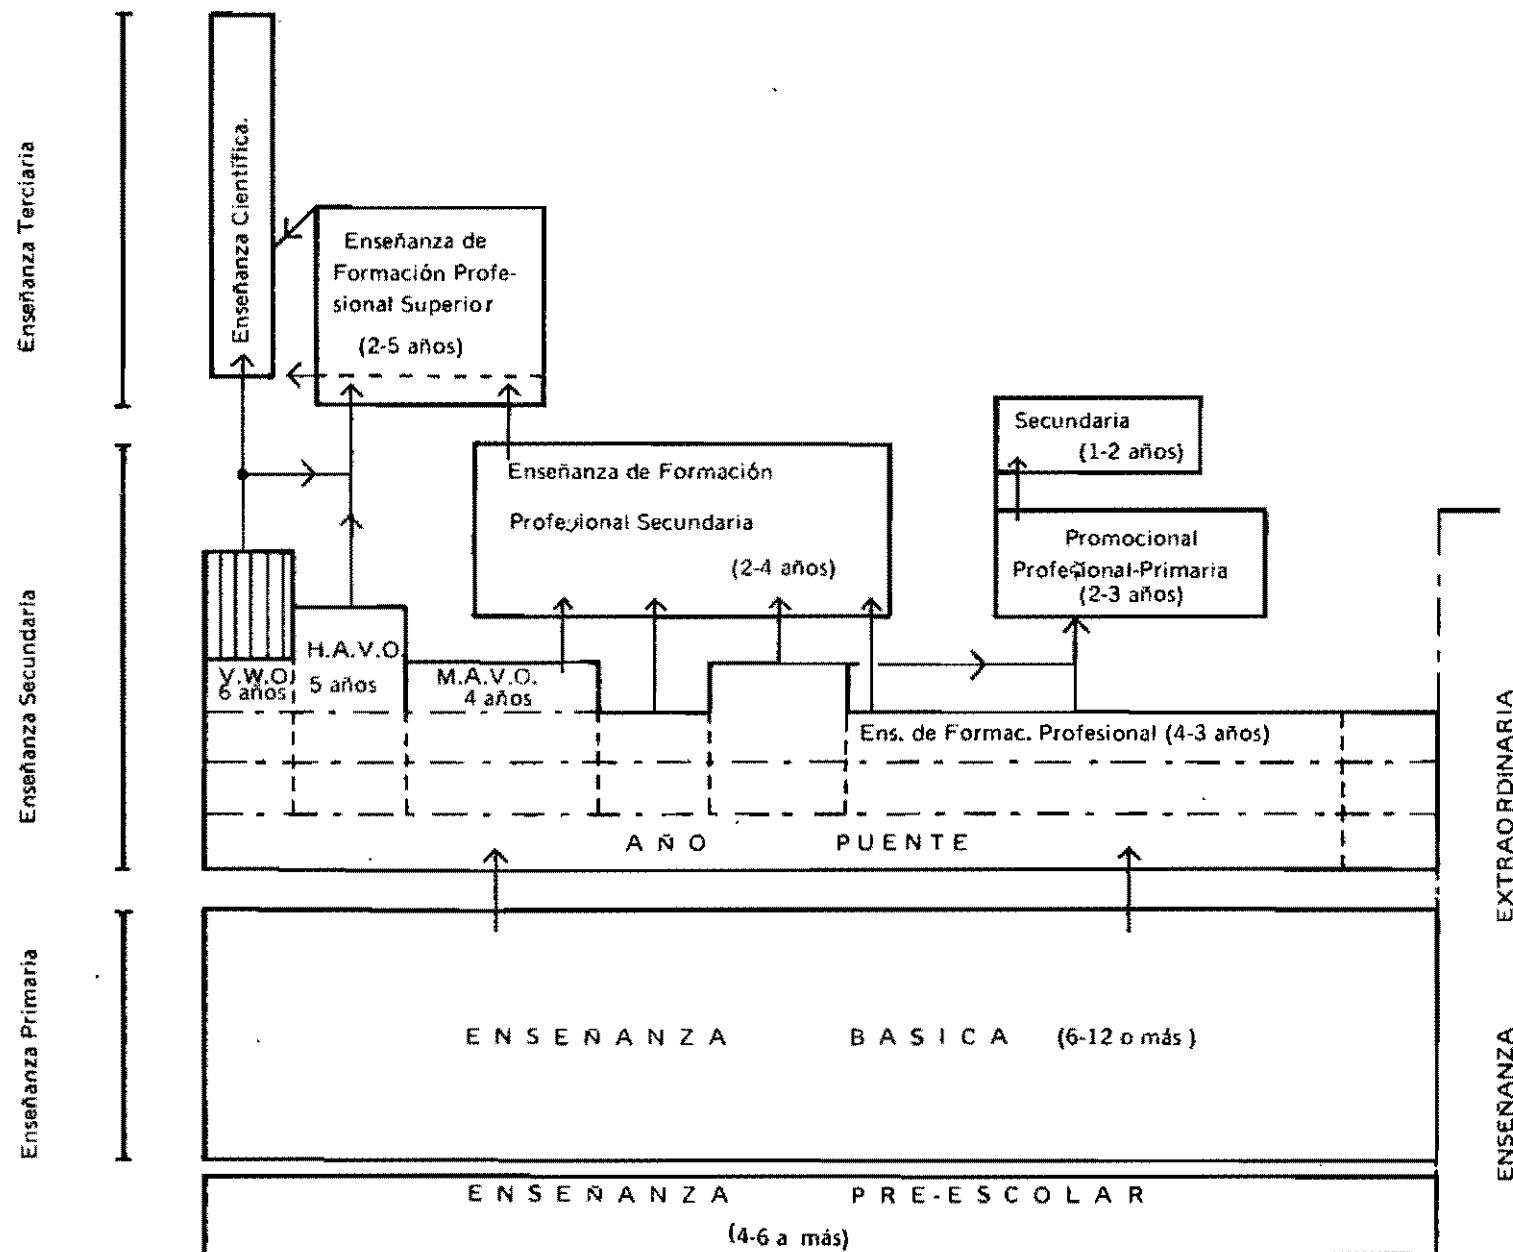 Enseñanza Terciaria
Enseñanza Científica.
Enseñanza de
Formación Profe-
sional Superior
(2-5 años)
Enseñanza Secundaria
Secundaria
(1-2 años)
Enseñanza de Formación
Profesional Secundaria
(2-4 años)
Promocional
Profesional-Primaria
(2-3 años)
V.W.O.
6 años
H.A.V.O.
5 años
M.A.V.O.
4 años
Ens. de Formac. Profesional (4-3 años)
AÑO PUENTE
Enseñanza Primaria
ENSEÑANZA BASICA (6-12 o más)
ENSEÑANZA PRE-ESCOLAR
(4-6 a más)
ENSEÑANZA EXTRAORDINARIA